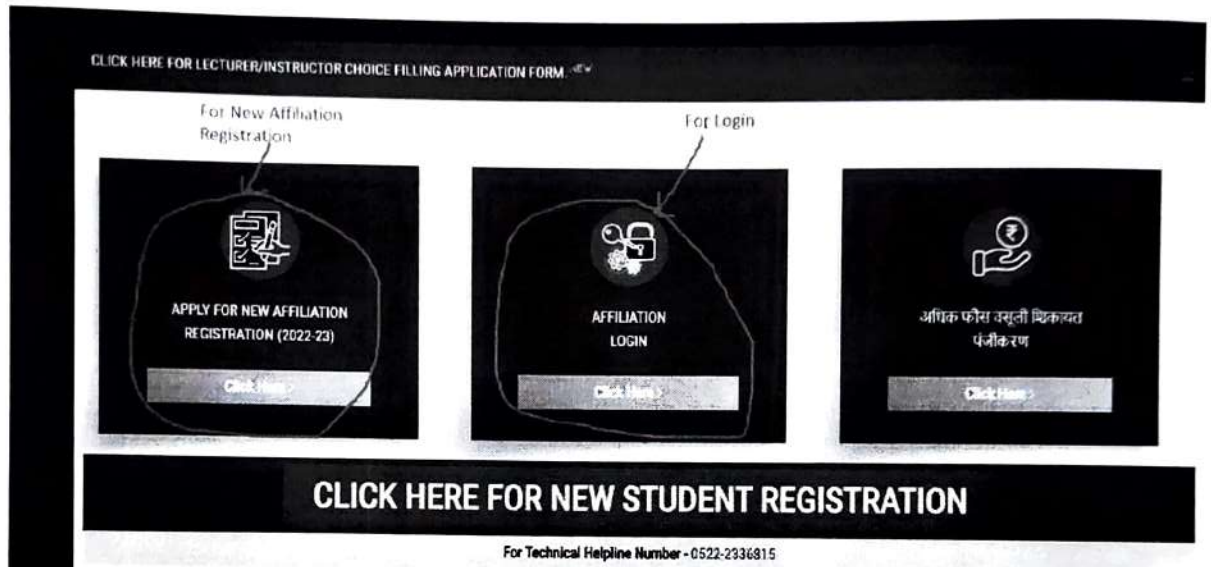 CLICK HERE FOR LECTURER/INSTRUCTOR CHOICE FILLING APPLICATION FORM
For New Affiliation
Registration
For Login
APPLY FOR NEW AFFILIATION
REGISTRATION (2022-23)
Click Here >
AFFILIATION
LOGIN
Click Here >
अधिक फीस वसूली शिकायत
पंजीकरण
Click Here >
CLICK HERE FOR NEW STUDENT REGISTRATION
For Technical Helpline Number - 0522-2336815